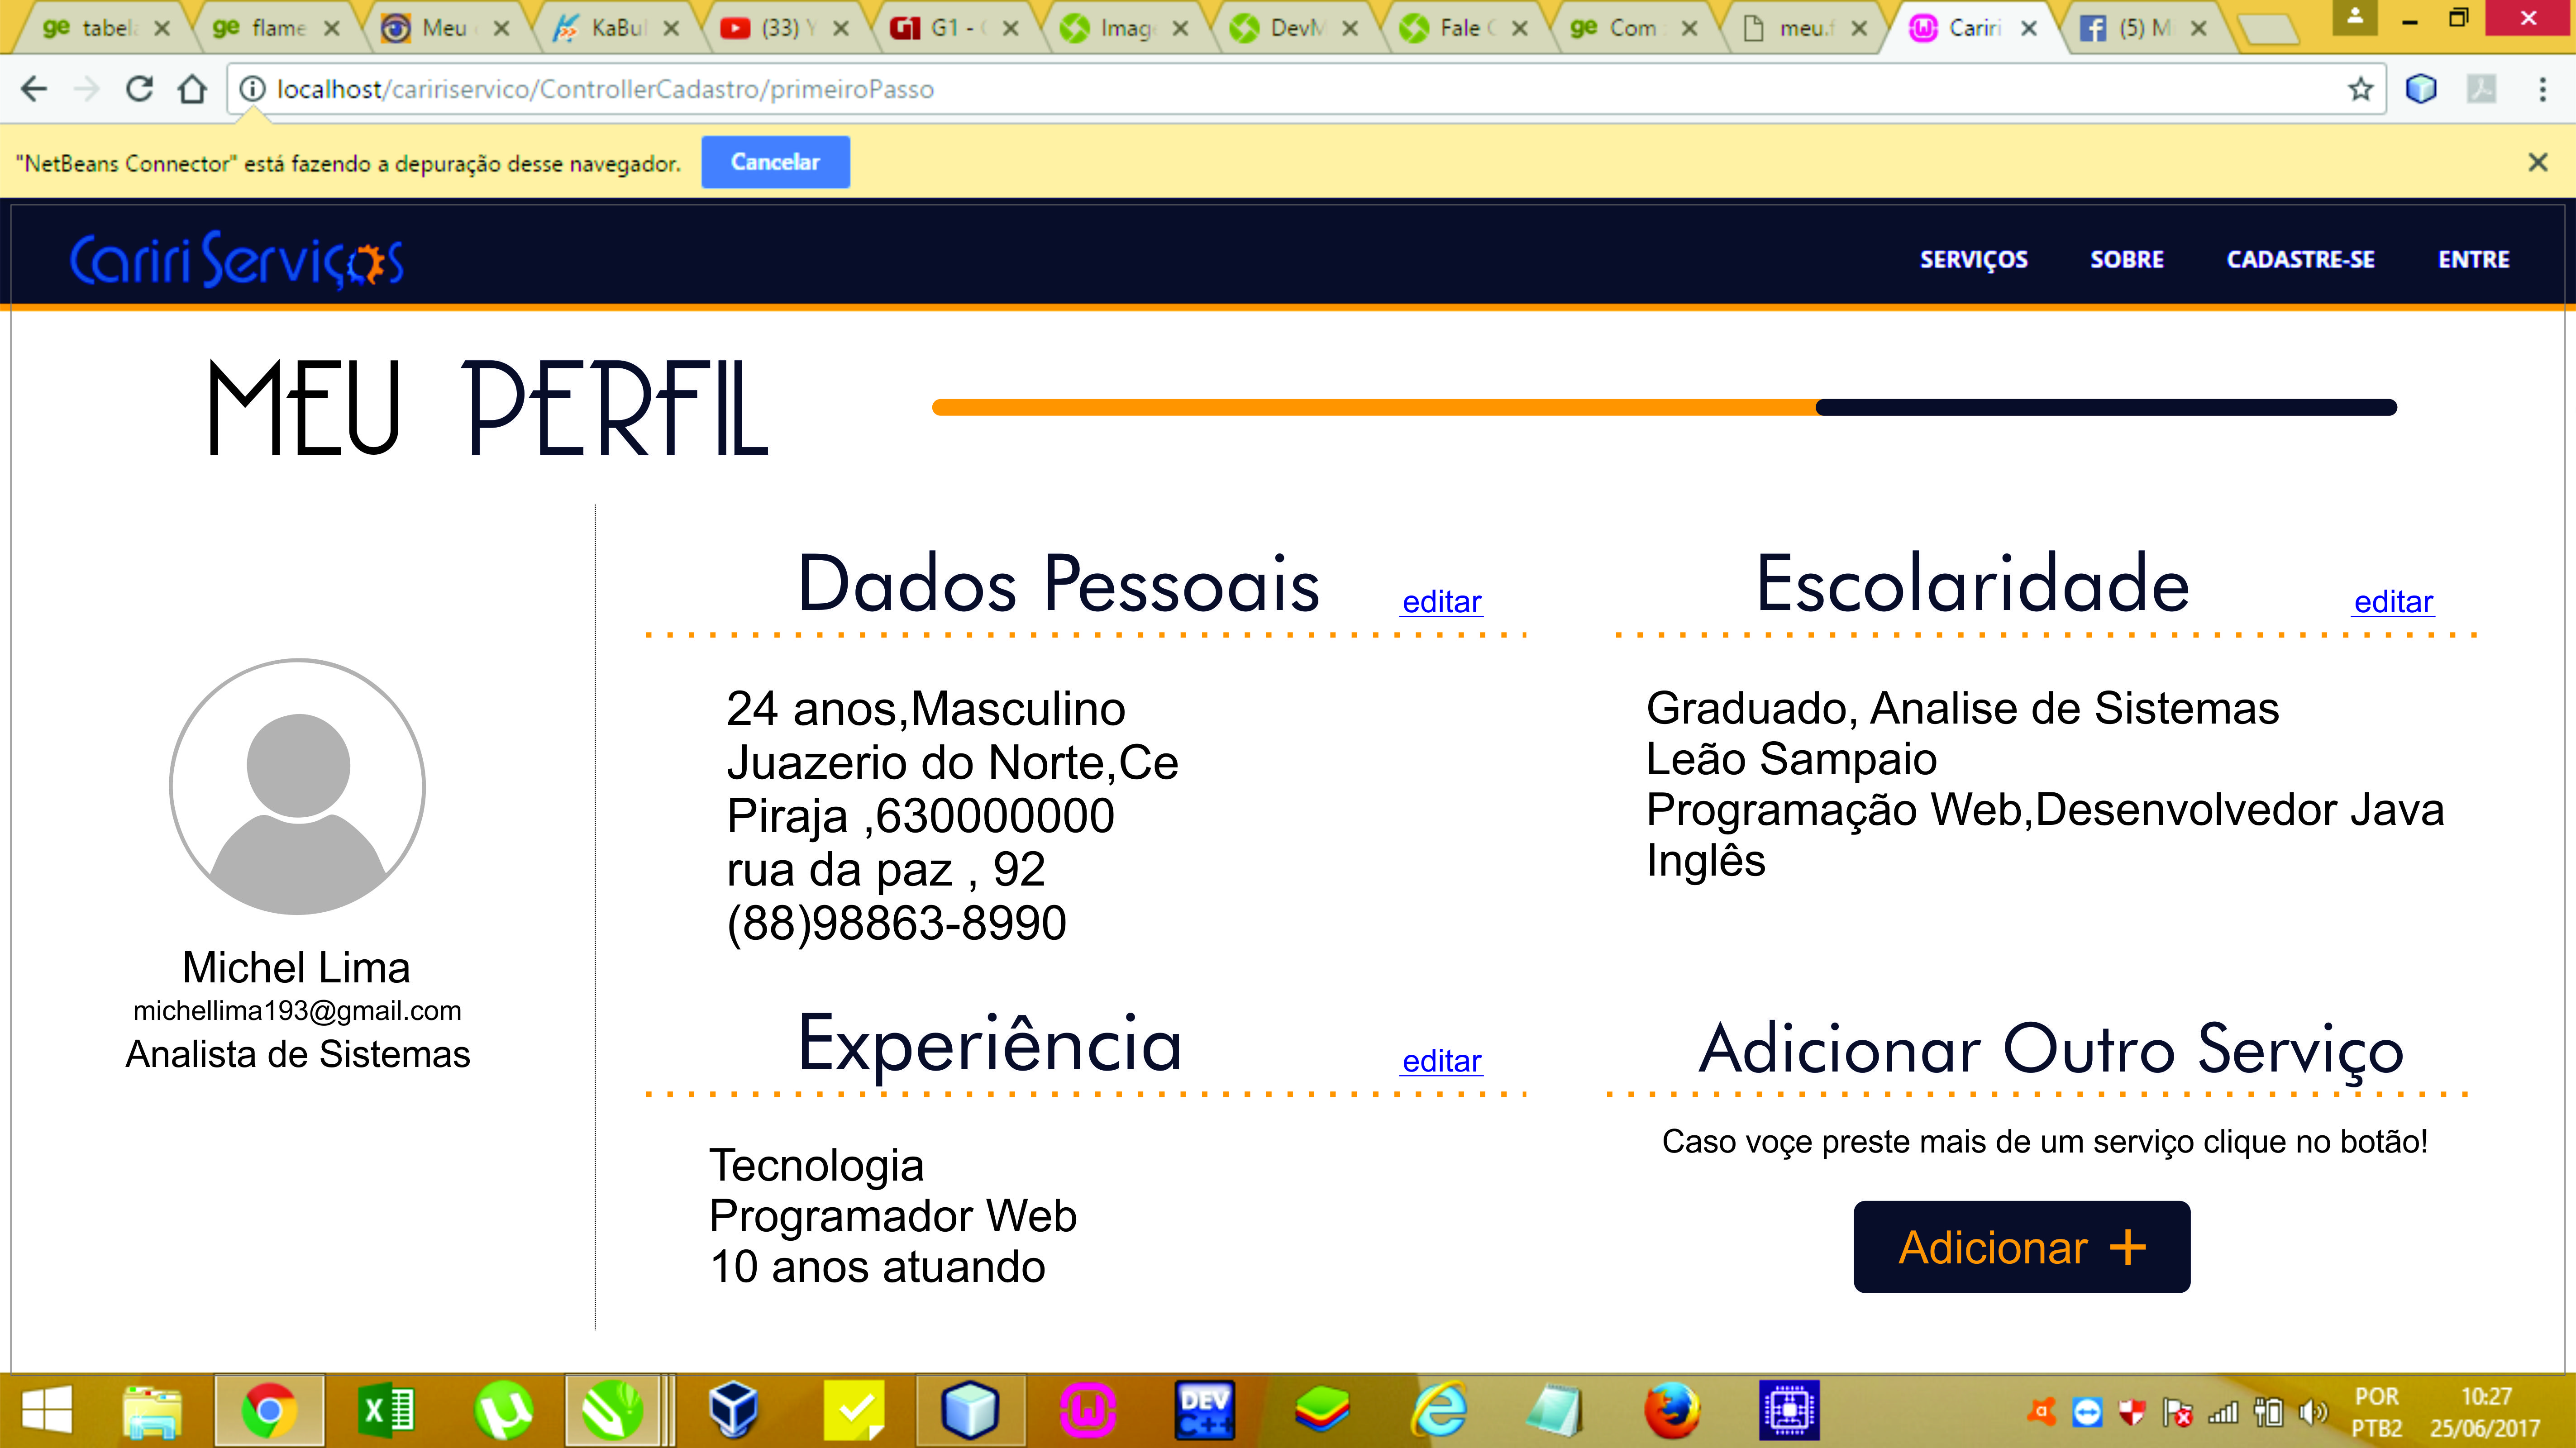 tabel
flame
Meu
KaBul
(33) Y
G1 -
Imag
DevM
Fale
Com
meu.f
Cariri
(5) M
localhost/caririservico/ControllerCadastro/primeiroPasso
"NetBeans Connector" está fazendo a depuração desse navegador. Cancelar
Cariri Serviços
SERVIÇOS SOBRE CADASTRE-SE ENTRE
MEU PERFIL
Michel Lima
michellima193@gmail.com
Analista de Sistemas
Dados Pessoais editar
24 anos,Masculino
Juazerio do Norte,Ce
Piraja ,630000000
rua da paz , 92
(88)98863-8990
Escolaridade editar
Graduado, Analise de Sistemas
Leão Sampaio
Programação Web,Desenvolvedor Java
Inglês
Experiência editar
Tecnologia
Programador Web
10 anos atuando
Adicionar Outro Serviço
Caso voçe preste mais de um serviço clique no botão!
Adicionar +
DEV
C++
POR
PTB2
10:27
25/06/2017